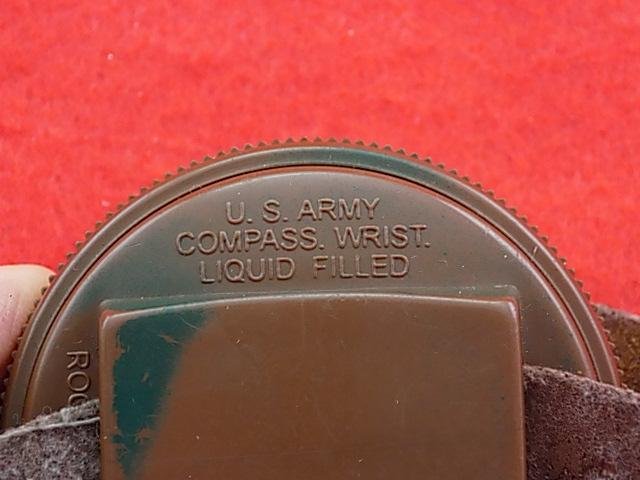 U. S. ARMY
COMPASS. WRIST.
LIQUID FILLED